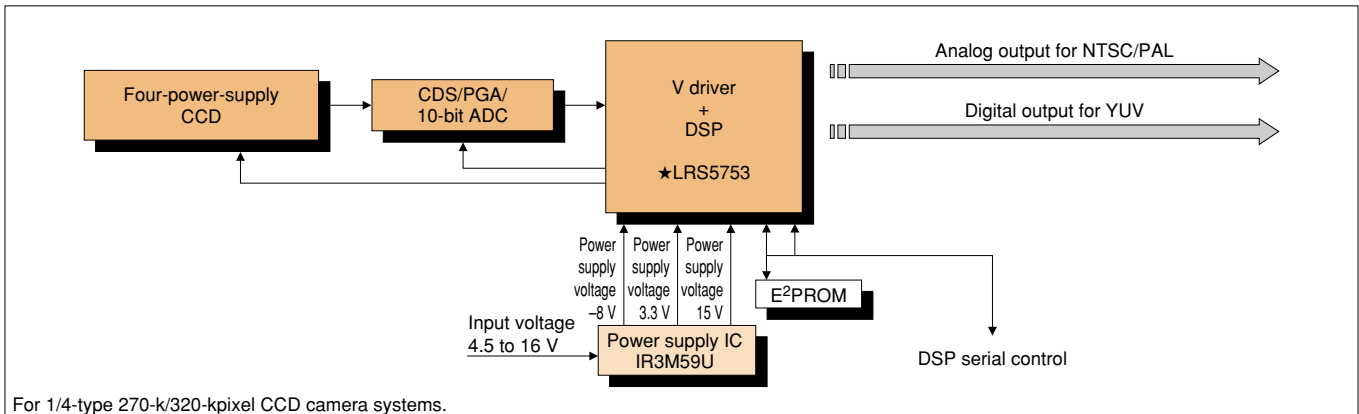 Four-power-supply
CCD
CDS/PGA/
10-bit ADC
V driver
+
DSP
★LRS5753
Analog output for NTSC/PAL
Digital output for YUV
Power
supply
voltage
–8 V
Power
supply
voltage
3.3 V
Power
supply
voltage
15 V
E²PROM
Input voltage
4.5 to 16 V
Power supply IC
IR3M59U
DSP serial control
For 1/4-type 270-k/320-kpixel CCD camera systems.